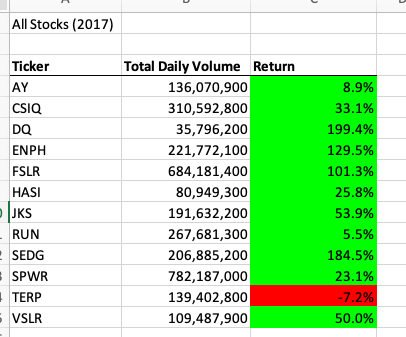 All Stocks (2017)
Ticker Total Daily Volume Return
AY 136,070,900 8.9%
CSIQ 310,592,800 33.1%
DQ 35,796,200 199.4%
ENPH 221,772,100 129.5%
FSLR 684,181,400 101.3%
HASI 80,949,300 25.8%
JKS 191,632,200 53.9%
RUN 267,681,300 5.5%
SEDG 206,885,200 184.5%
SPWR 782,187,000 23.1%
TERP 139,402,800 -7.2%
VSLR 109,487,900 50.0%